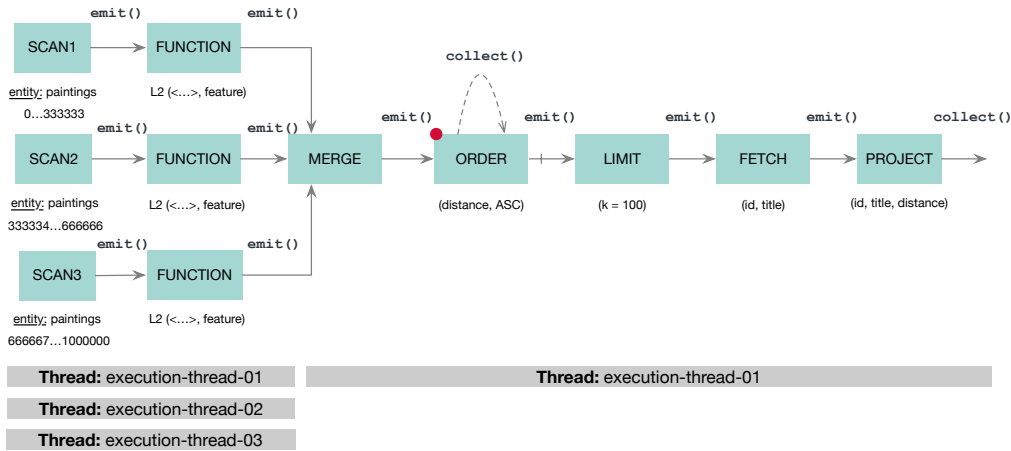 emit()
emit()
SCAN1
FUNCTION
entity: paintings
0...333333
L2 (<...>, feature)
collect()
emit()
emit()
emit()
emit()
emit()
emit()
collect()
SCAN2
FUNCTION
MERGE
ORDER
LIMIT
FETCH
PROJECT
entity: paintings
333334...666666
L2 (<...>, feature)
(distance, ASC)
(k = 100)
(id, title)
(id, title, distance)
emit()
emit()
SCAN3
FUNCTION
entity: paintings
666667...1000000
L2 (<...>, feature)
Thread: execution-thread-01
Thread: execution-thread-01
Thread: execution-thread-02
Thread: execution-thread-03